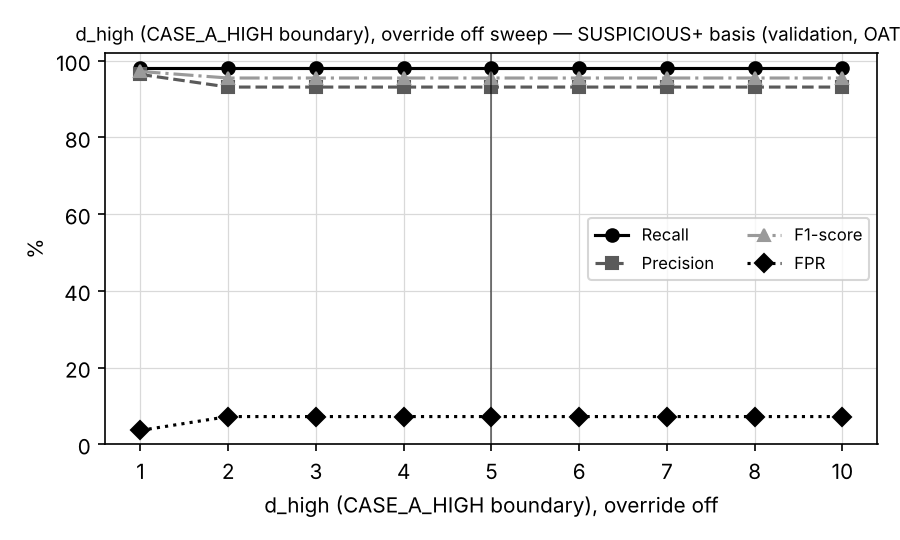 d_high (CASE_A_HIGH boundary), override off sweep — SUSPICIOUS+ basis (validation, OAT
100
80
60
40
20
0
%
Recall
Precision
F1-score
FPR
1 2 3 4 5 6 7 8 10
d_high (CASE_A_HIGH boundary), override off